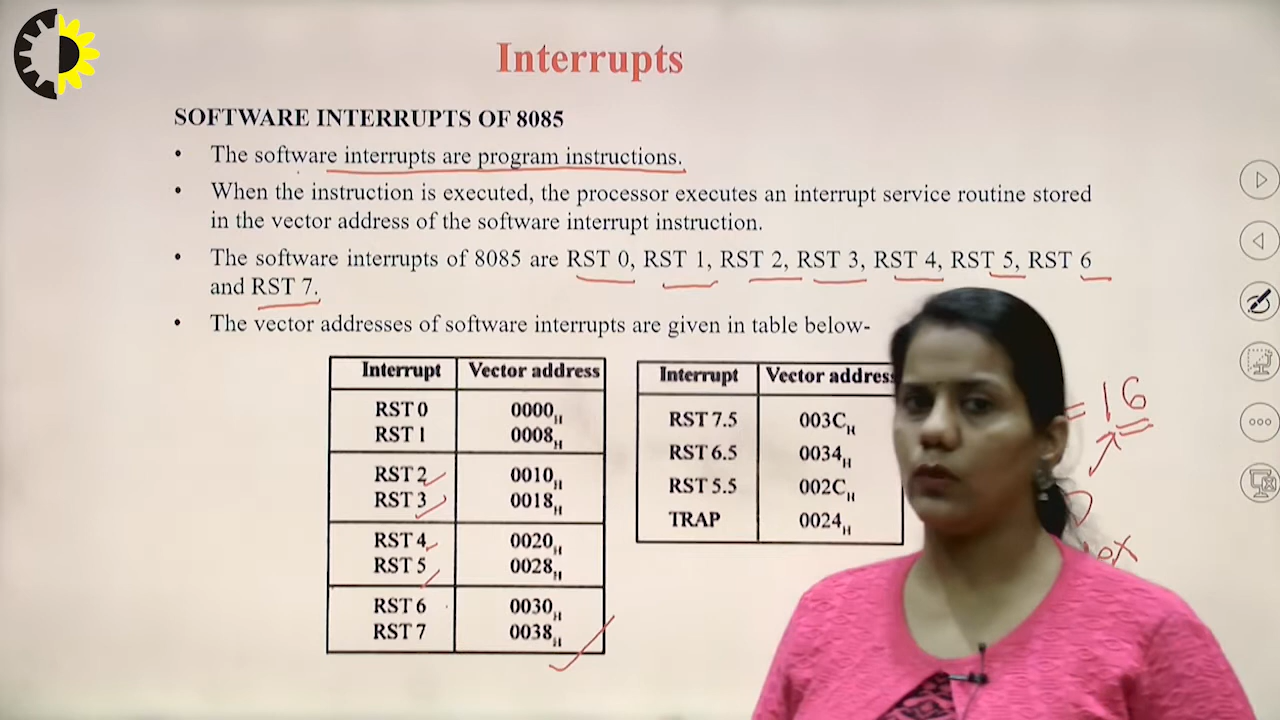 Interrupts
SOFTWARE INTERRUPTS OF 8085
• The software interrupts are program instructions.
• When the instruction is executed, the processor executes an interrupt service routine stored
in the vector address of the software interrupt instruction.
• The software interrupts of 8085 are RST 0, RST 1, RST 2, RST 3, RST 4, RST 5, RST 6
and RST 7.
• The vector addresses of software interrupts are given in table below-
Interrupt Vector address
RST 0 0000H
RST 1 0008H
RST 2 0010H
RST 3 0018H
RST 4 0020H
RST 5 0028H
RST 6 0030H
RST 7 0038H
Interrupt Vector address
RST 7.5 003CH
RST 6.5 0034H
RST 5.5 002CH
TRAP 0024H
= 16